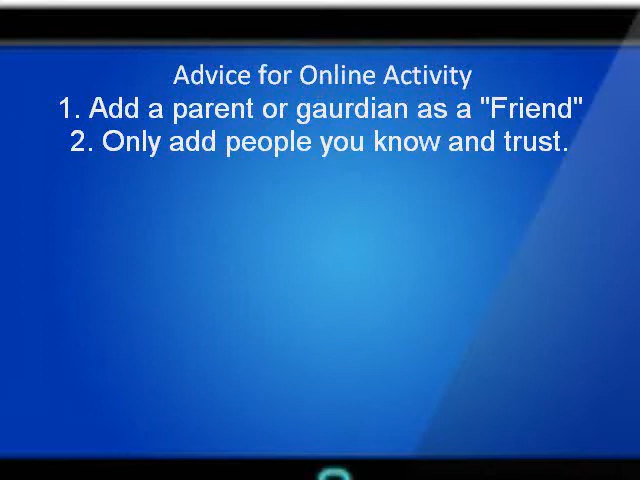 Advice for Online Activity
1. Add a parent or gaurdian as a "Friend"
2. Only add people you know and trust.